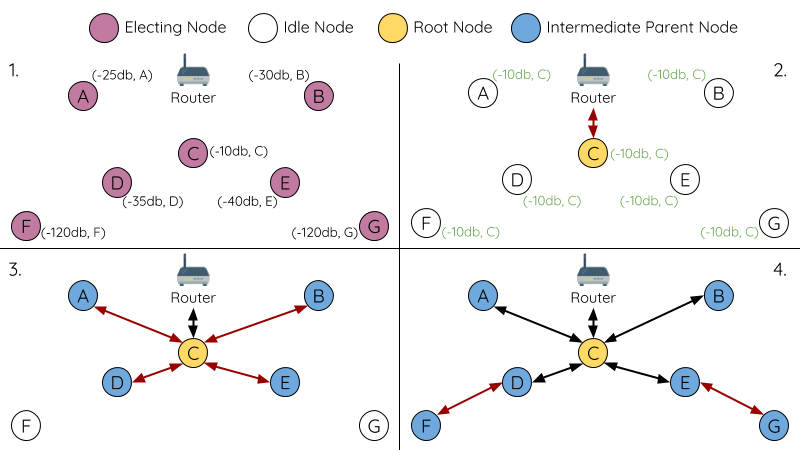 Electing Node Idle Node Root Node Intermediate Parent Node
1.
(-25db, A) (-30db, B)
A Router B
C (-10db, C)
D E
(-35db, D) (-40db, E)
F (-120db, F) (-120db, G) G
2.
(-10db, C) (-10db, C)
A Router B
C (-10db, C)
D E
(-10db, C) (-10db, C)
F (-10db, C) (-10db, C) G
3.
A Router B
C
D E
F G
4.
A Router B
C
D E
F G